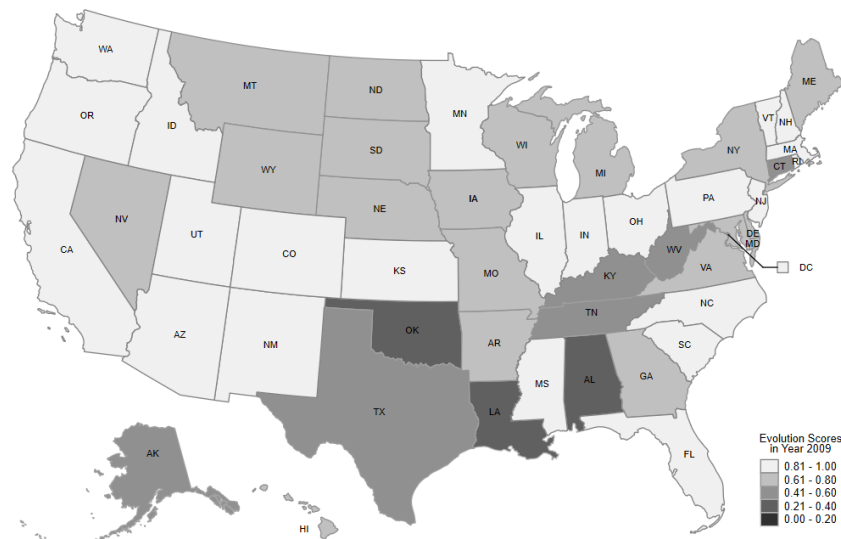 WA
MT
ND
MN
ME
VT
NH
OR
ID
WI
NY
MA
SD
MI
CT
RI
WY
IA
PA
NJ
NV
NE
OH
IL
IN
DE
MD
UT
CO
WV
CA
KS
MO
KY
VA
DC
NC
TN
AZ
NM
OK
AR
SC
MS
AL
GA
TX
LA
Evolution Scores
in Year 2009
AK
FL
0.81 - 1.00
0.61 - 0.80
0.41 - 0.60
0.21 - 0.40
0.00 - 0.20
HI